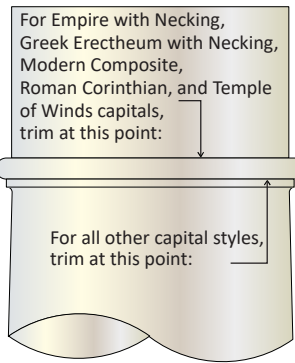 For Empire with Necking,
Greek Erectheum with Necking,
Modern Composite,
Roman Corinthian, and Temple
of Winds capitals,
trim at this point:
For all other capital styles,
trim at this point: